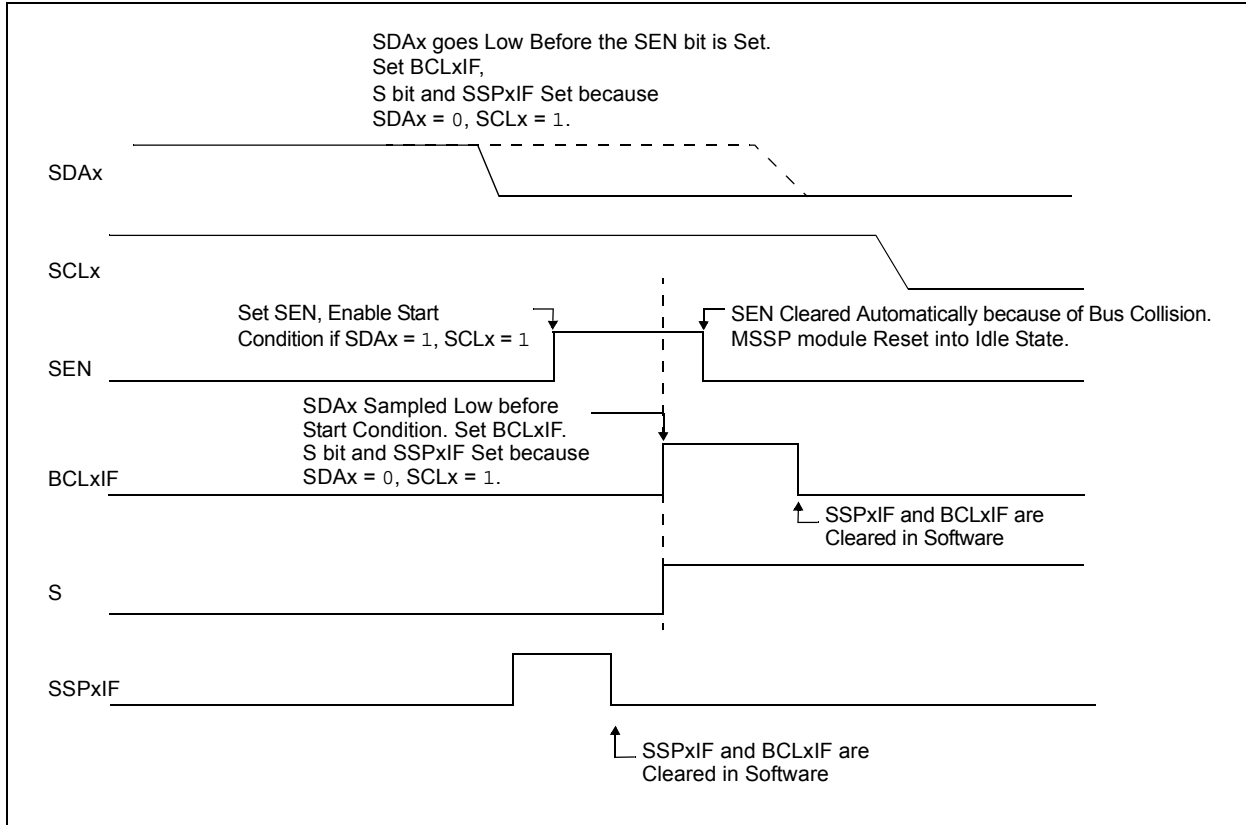 SDAx goes Low Before the SEN bit is Set.
Set BCLxIF,
S bit and SSPxIF Set because
SDAx = 0, SCLx = 1.
SDAx
SCLx
Set SEN, Enable Start
Condition if SDAx = 1, SCLx = 1
SEN Cleared Automatically because of Bus Collision.
MSSP module Reset into Idle State.
SEN
SDAx Sampled Low before
Start Condition. Set BCLxIF.
S bit and SSPxIF Set because
SDAx = 0, SCLx = 1.
BCLxIF
SSPxIF and BCLxIF are
Cleared in Software
S
SSPxIF
SSPxIF and BCLxIF are
Cleared in Software